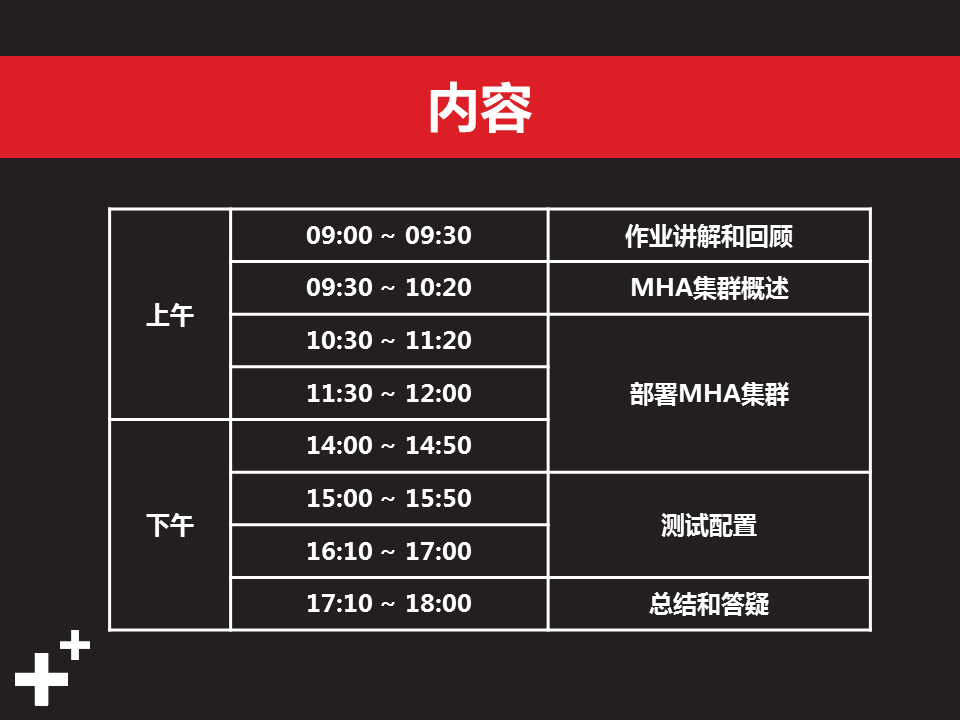 内容
上午
09:00 ~ 09:30
作业讲解和回顾
09:30 ~ 10:20
MHA集群概述
10:30 ~ 11:20
部署MHA集群
11:30 ~ 12:00
下午
14:00 ~ 14:50
15:00 ~ 15:50
测试配置
16:10 ~ 17:00
17:10 ~ 18:00
总结和答疑